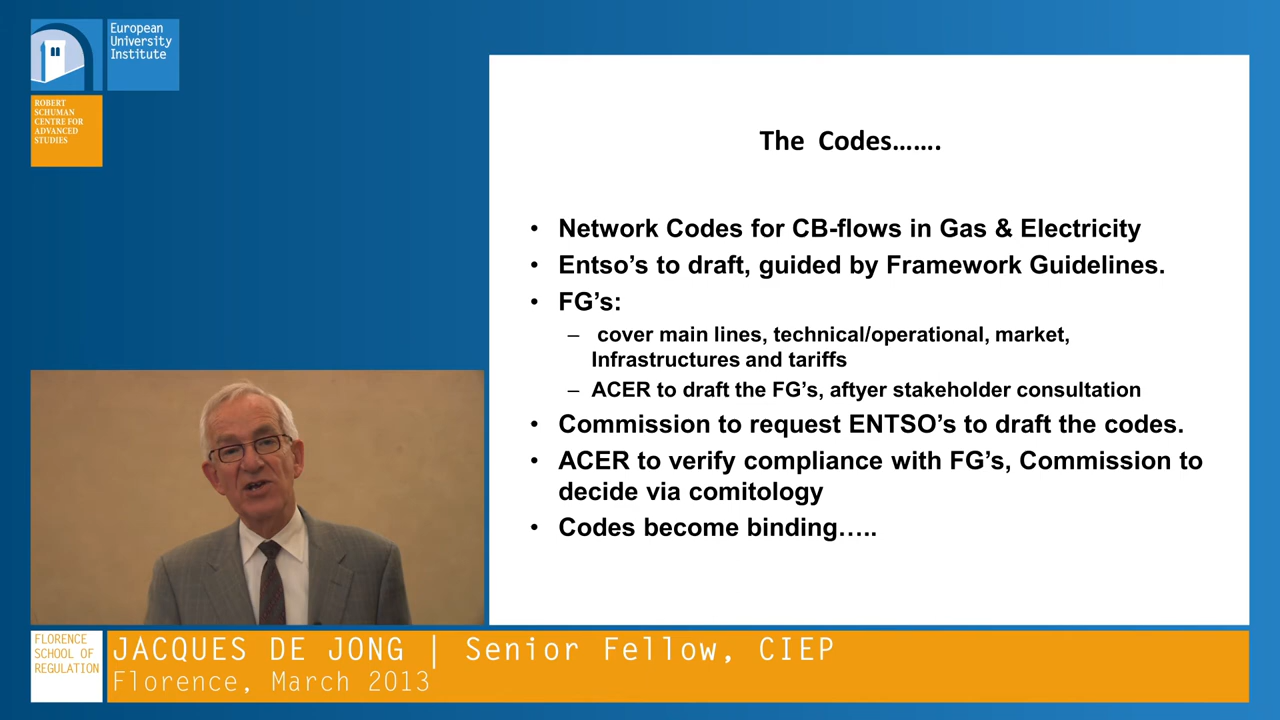 European
University
Institute
ROBERT
SCHUMAN
CENTRE FOR
ADVANCED
STUDIES
The Codes.......
• Network Codes for CB-flows in Gas & Electricity
• Entso's to draft, guided by Framework Guidelines.
• FG's:
– cover main lines, technical/operational, market,
Infrastructures and tariffs
– ACER to draft the FG's, aftyer stakeholder consultation
• Commission to request ENTSO's to draft the codes.
• ACER to verify compliance with FG's, Commission to
decide via comitology
• Codes become binding…..
FLORENCE
SCHOOL OF
REGULATION
JACQUES DE JONG | Senior Fellow, CIEP
Florence, March 2013